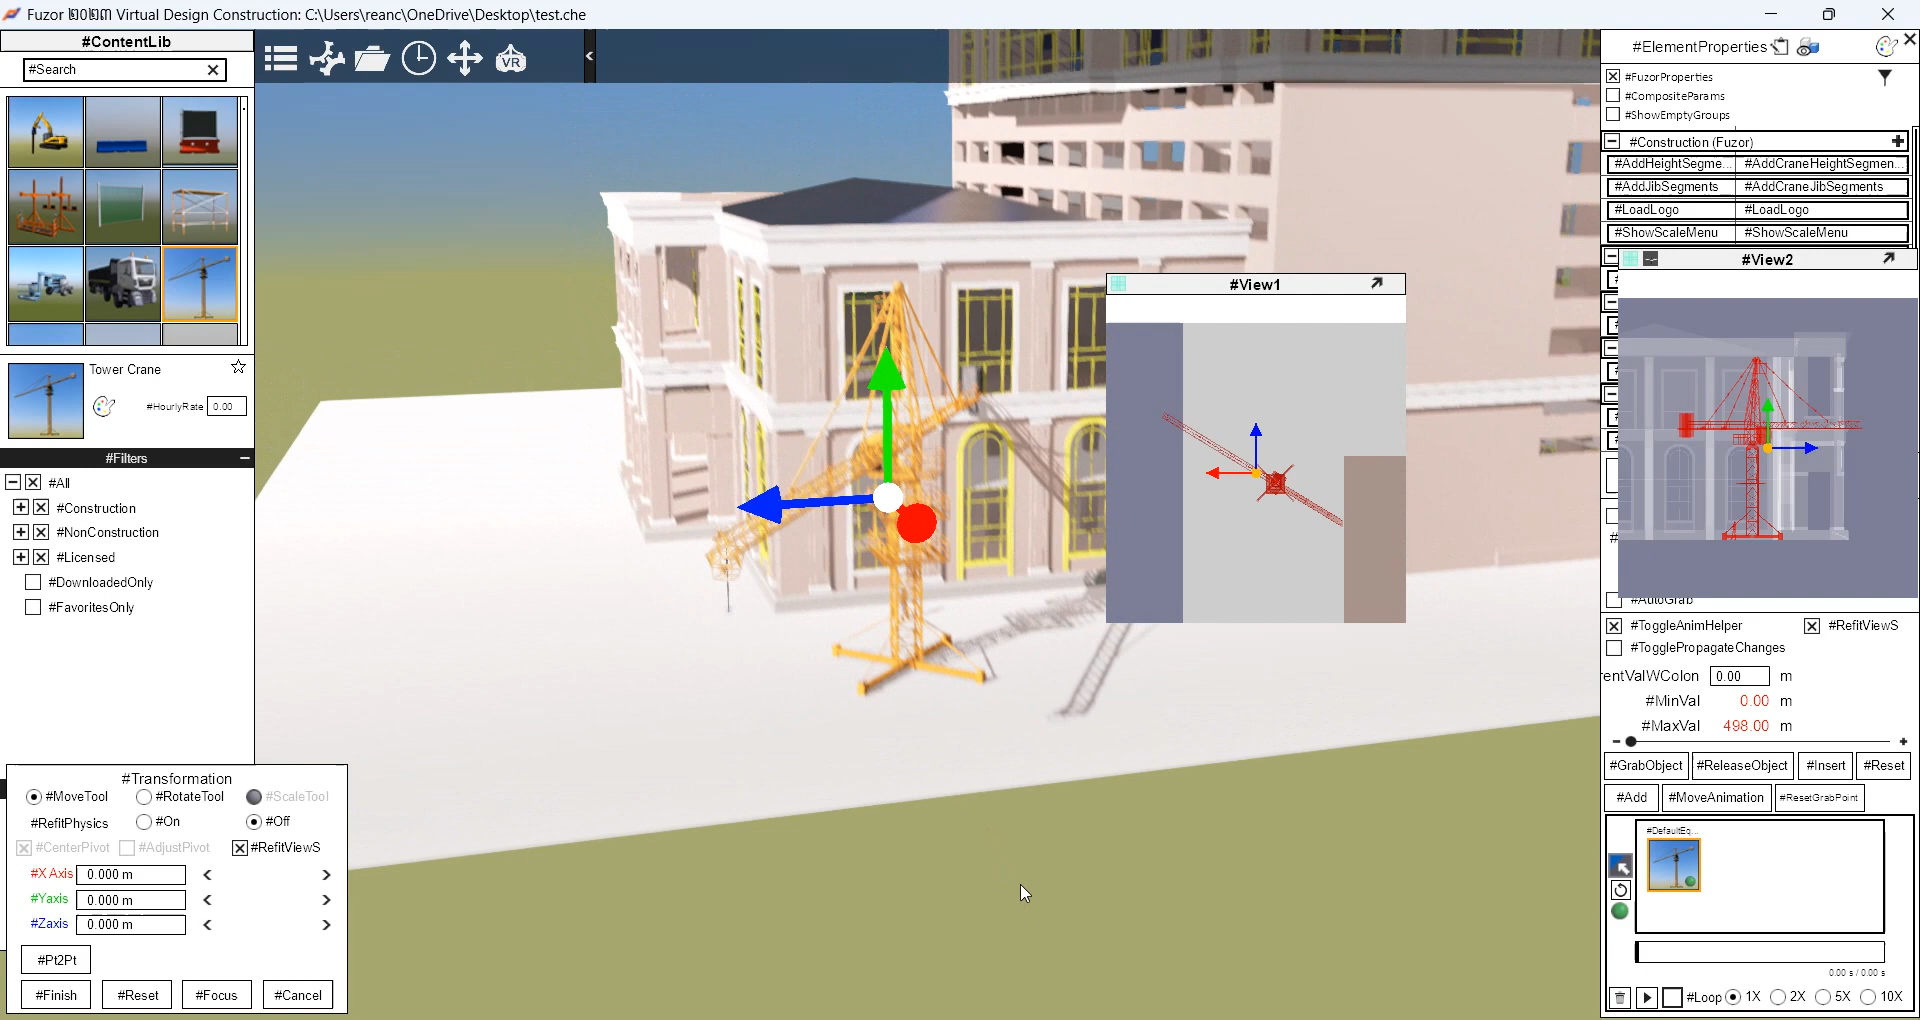 Virtual Design Construction: C:\Users\reanc\OneDrive\Desktop\test.che
#ContentLib
#Search
VR
#ElementProperties
#FuzorProperties
#CompositeParams
#ShowEmptyGroups
#Construction (Fuzor)
#AddHeightSegme... #AddCraneHeightSegmen...
#AddJibSegments #AddCraneJibSegments
#LoadLogo #LoadLogo
#ShowScaleMenu #ShowScaleMenu
#View1
#View2
Tower Crane
#HourlyRate 0.00
#Filters
#All
#Construction
#NonConstruction
#Licensed
#DownloadedOnly
#FavoritesOnly
#AutoGrab
#ToggleAnimHelper #RefitViewS
#TogglePropagateChanges
entValWColon 0.00 m
#MinVal 0.00 m
#MaxVal 498.00 m
#GrabObject #ReleaseObject #Insert #Reset
#Add #MoveAnimation #ResetGrabPoint
#DefaultEq...
0.00 s / 0.00 s
#Loop 1X 2X 5X 10X
#Transformation
#MoveTool #RotateTool #ScaleTool
#RefitPhysics #On #Off
#CenterPivot #AdjustPivot #RefitViewS
#X Axis 0.000 m
#Yaxis 0.000 m
#Zaxis 0.000 m
#Pt2Pt
#Finish #Reset #Focus #Cancel